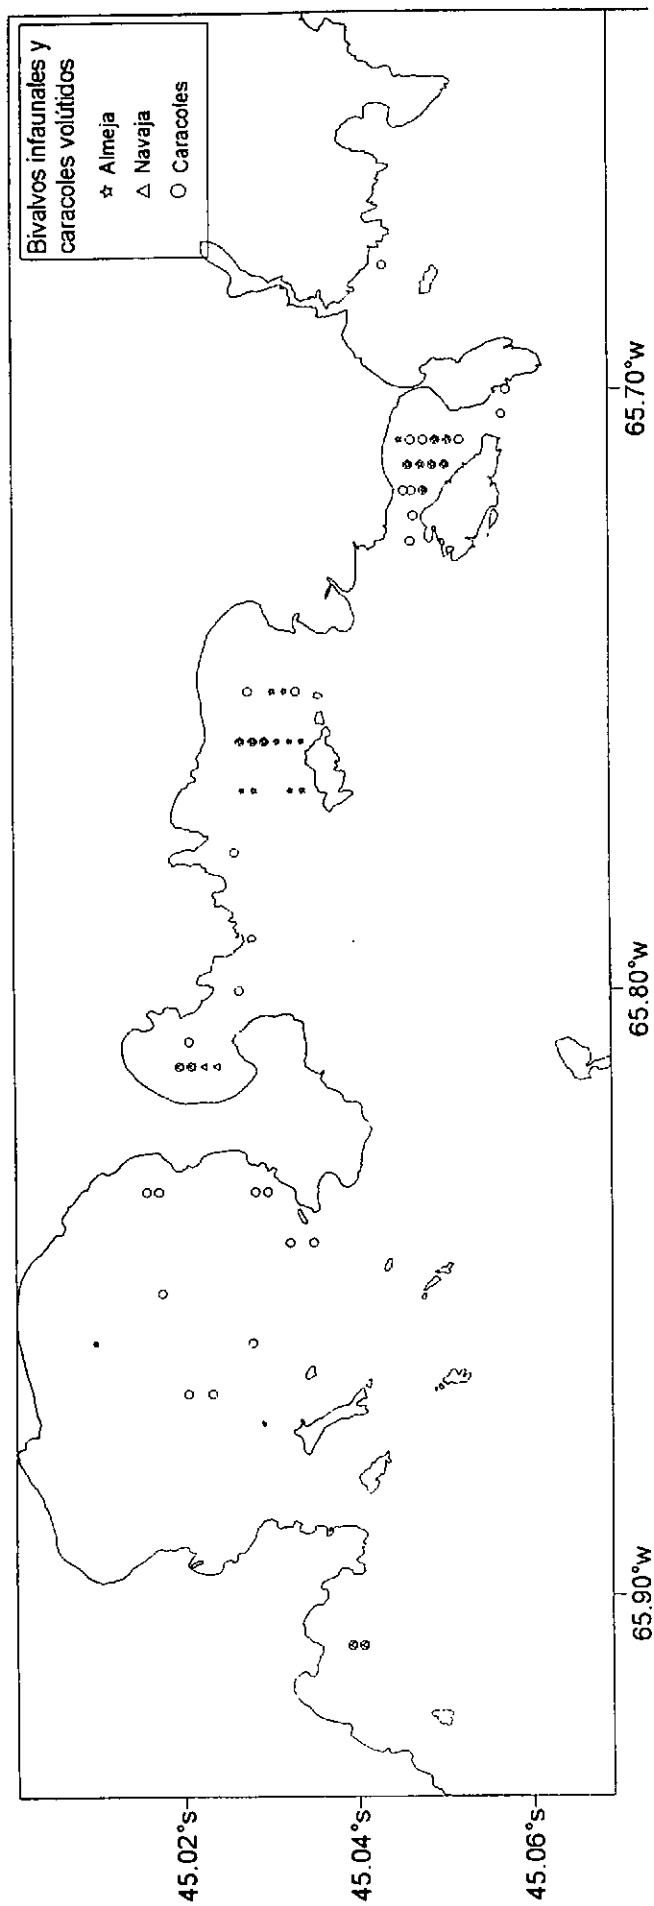 Bivalvos infaunales y
caracoles volútidos
Almeja
Navaja
Caracoles
45.02°s
45.04°s
45.06°s
65.90°w
65.80°w
65.70°w